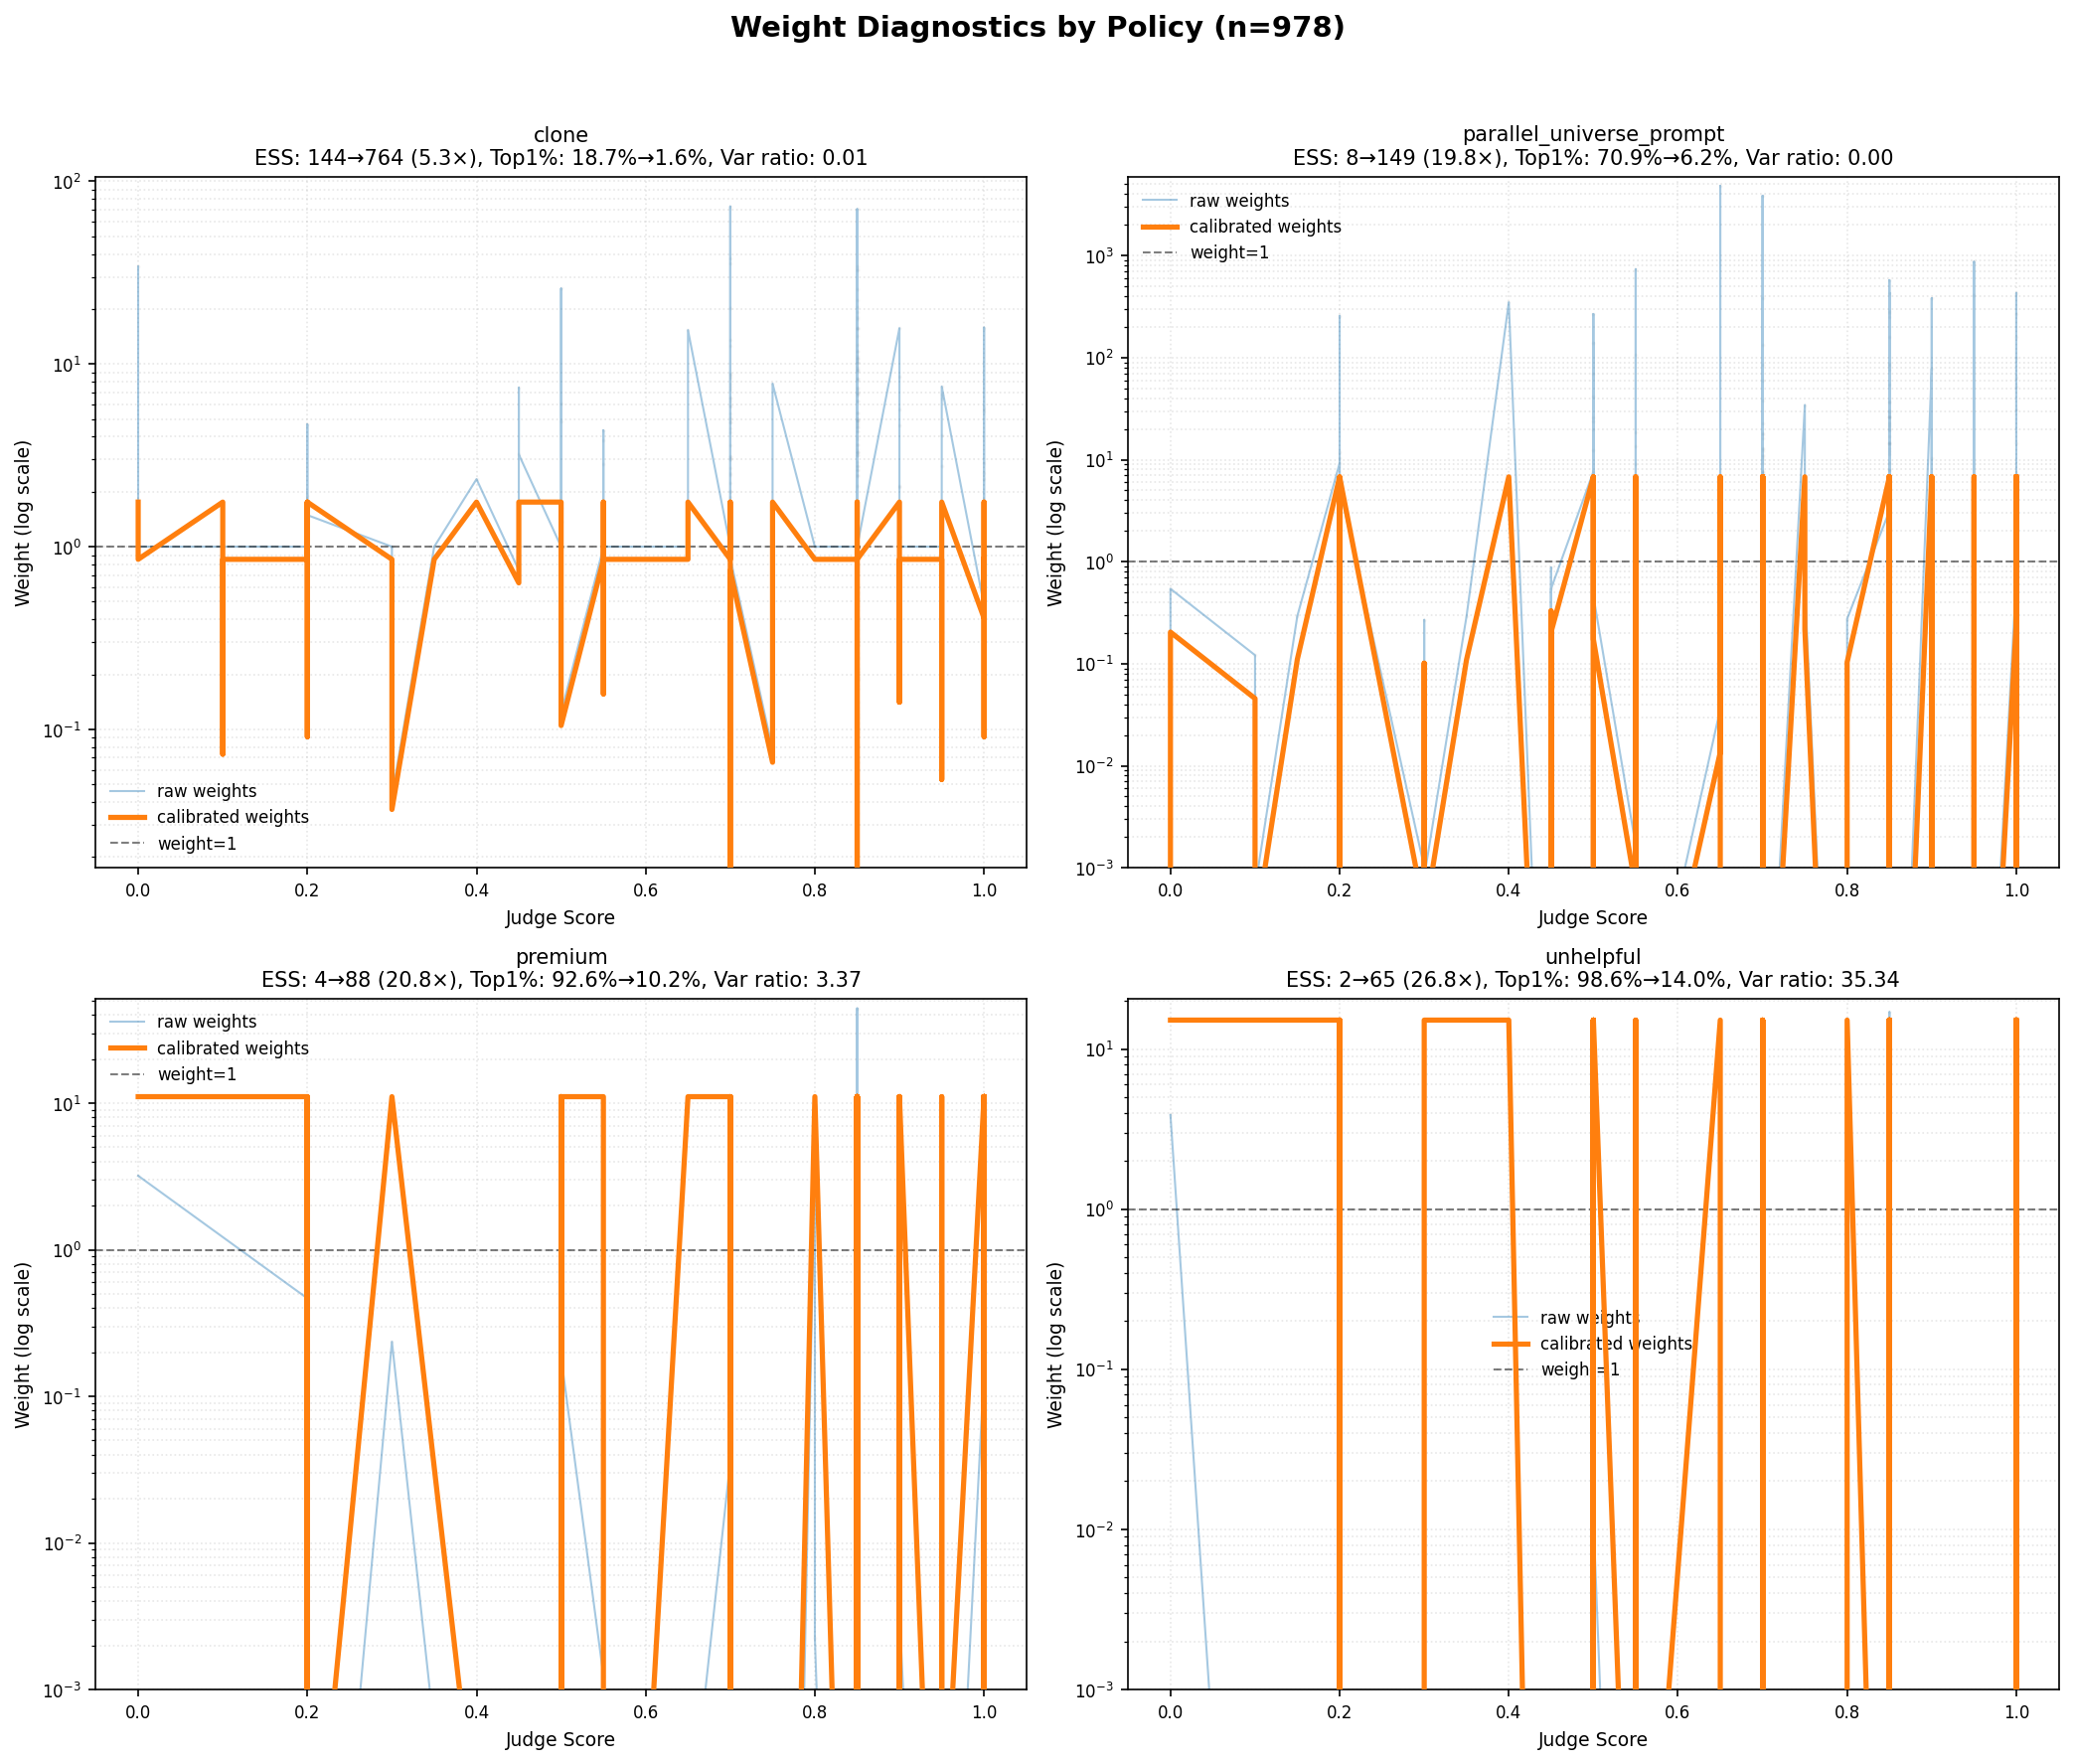 Weight Diagnostics by Policy (n=978)
clone
ESS: 144→764 (5.3×), Top1%: 18.7%→1.6%, Var ratio: 0.01
Weight (log scale)
10²
10¹
10⁰
10⁻¹
raw weights
calibrated weights
weight=1
0.0 0.2 0.4 0.6 0.8 1.0
Judge Score
parallel_universe_prompt
ESS: 8→149 (19.8×), Top1%: 70.9%→6.2%, Var ratio: 0.00
Weight (log scale)
raw weights
calibrated weights
weight=1
10³
10²
10¹
10⁰
10⁻¹
10⁻²
10⁻³
0.0 0.2 0.4 0.6 0.8 1.0
Judge Score
premium
ESS: 4→88 (20.8×), Top1%: 92.6%→10.2%, Var ratio: 3.37
Weight (log scale)
raw weights
calibrated weights
weight=1
10¹
10⁰
10⁻¹
10⁻²
10⁻³
0.0 0.2 0.4 0.6 0.8 1.0
Judge Score
unhelpful
ESS: 2→65 (26.8×), Top1%: 98.6%→14.0%, Var ratio: 35.34
Weight (log scale)
10¹
10⁰
raw weights
calibrated weights
weight=1
10⁻¹
10⁻²
10⁻³
0.0 0.2 0.4 0.6 0.8 1.0
Judge Score